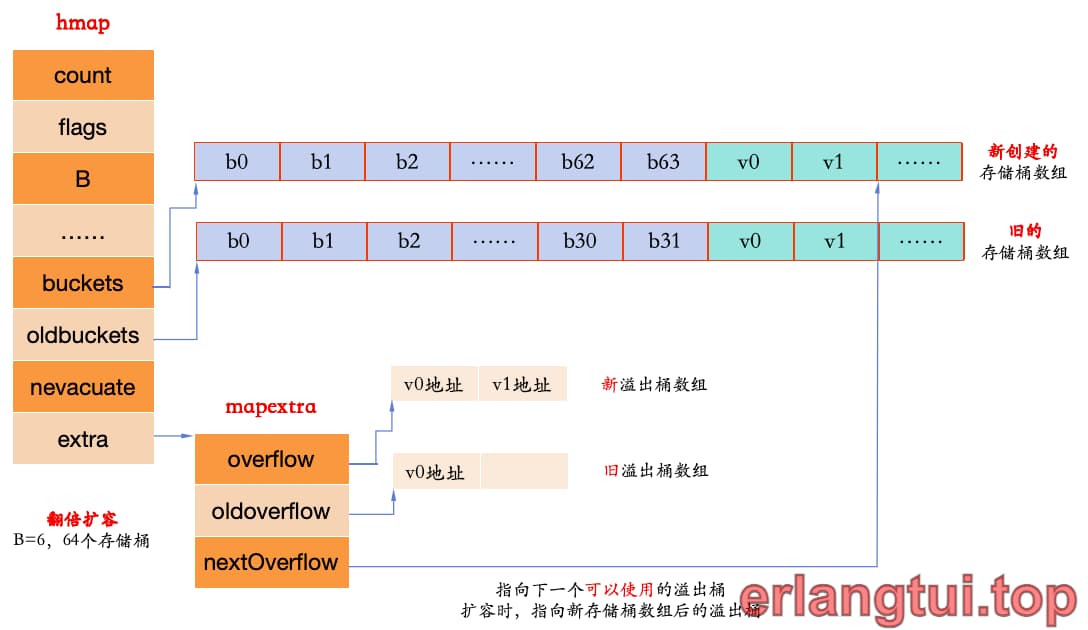 hmap
count
flags
B
……
buckets
oldbuckets
nevacuate
extra
翻倍扩容
B=6，64个存储桶
b0 b1 b2 …… b62 b63 v0 v1 ……
新创建的
存储桶数组
b0 b1 b2 …… b30 b31 v0 v1 ……
旧的
存储桶数组
mapextra
overflow
oldoverflow
nextOverflow
v0地址 v1地址
新溢出桶数组
v0地址
旧溢出桶数组
指向下一个可以使用的溢出桶
扩容时，指向新存储桶数组后的溢出桶
erlangtui.top